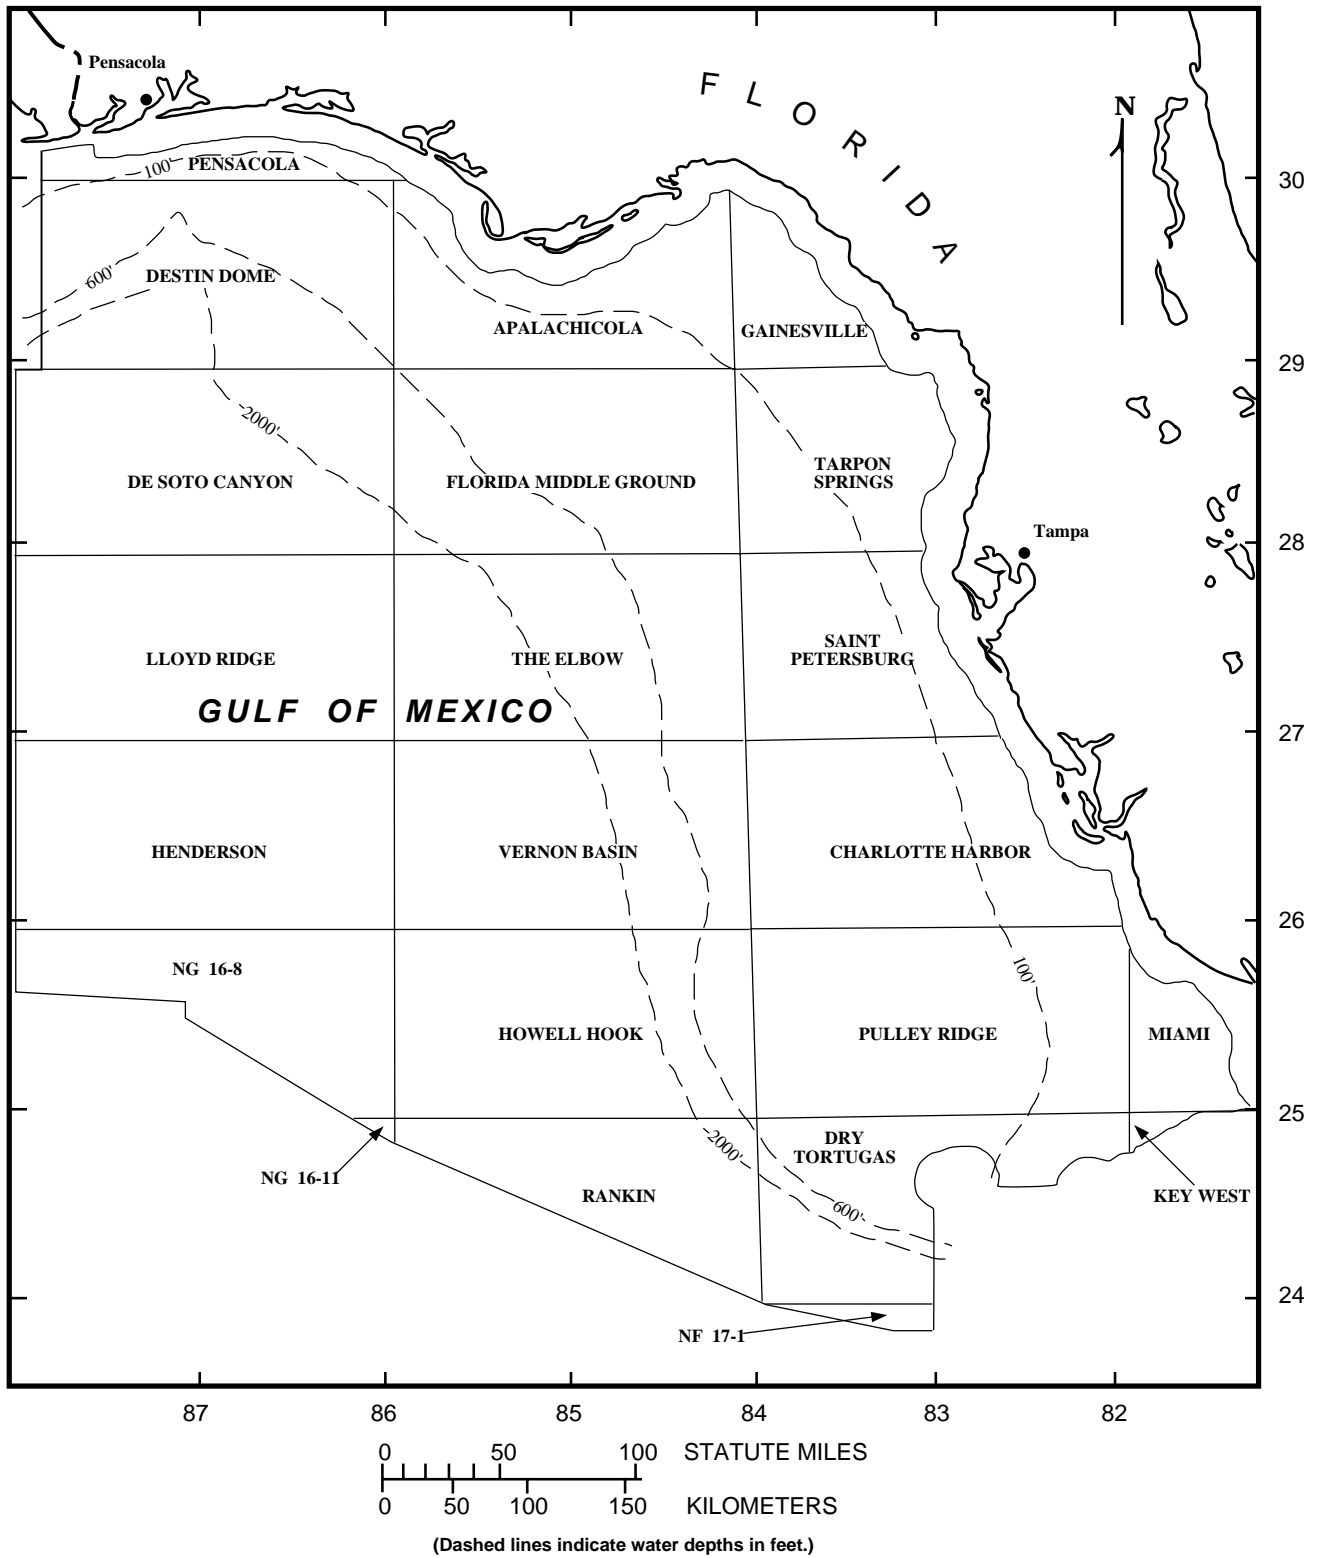 Pensacola
FLORIDA
N
100'
PENSACOLA
30
600'
DESTIN DOME
APALACHICOLA
GAINESVILLE
29
-2000'
DE SOTO CANYON
FLORIDA MIDDLE GROUND
TARPON
SPRINGS
Tampa
28
LLOYD RIDGE
THE ELBOW
SAINT
PETERSBURG
GULF OF MEXICO
27
HENDERSON
VERNON BASIN
CHARLOTTE HARBOR
26
NG 16-8
100'
HOWELL HOOK
PULLEY RIDGE
MIAMI
25
-2000'
DRY
TORTUGAS
NG 16-11
RANKIN
KEY WEST
600'
24
NF 17-1
87 86 85 84 83 82
0 50 100 STATUTE MILES
0 50 100 150 KILOMETERS
(Dashed lines indicate water depths in feet.)